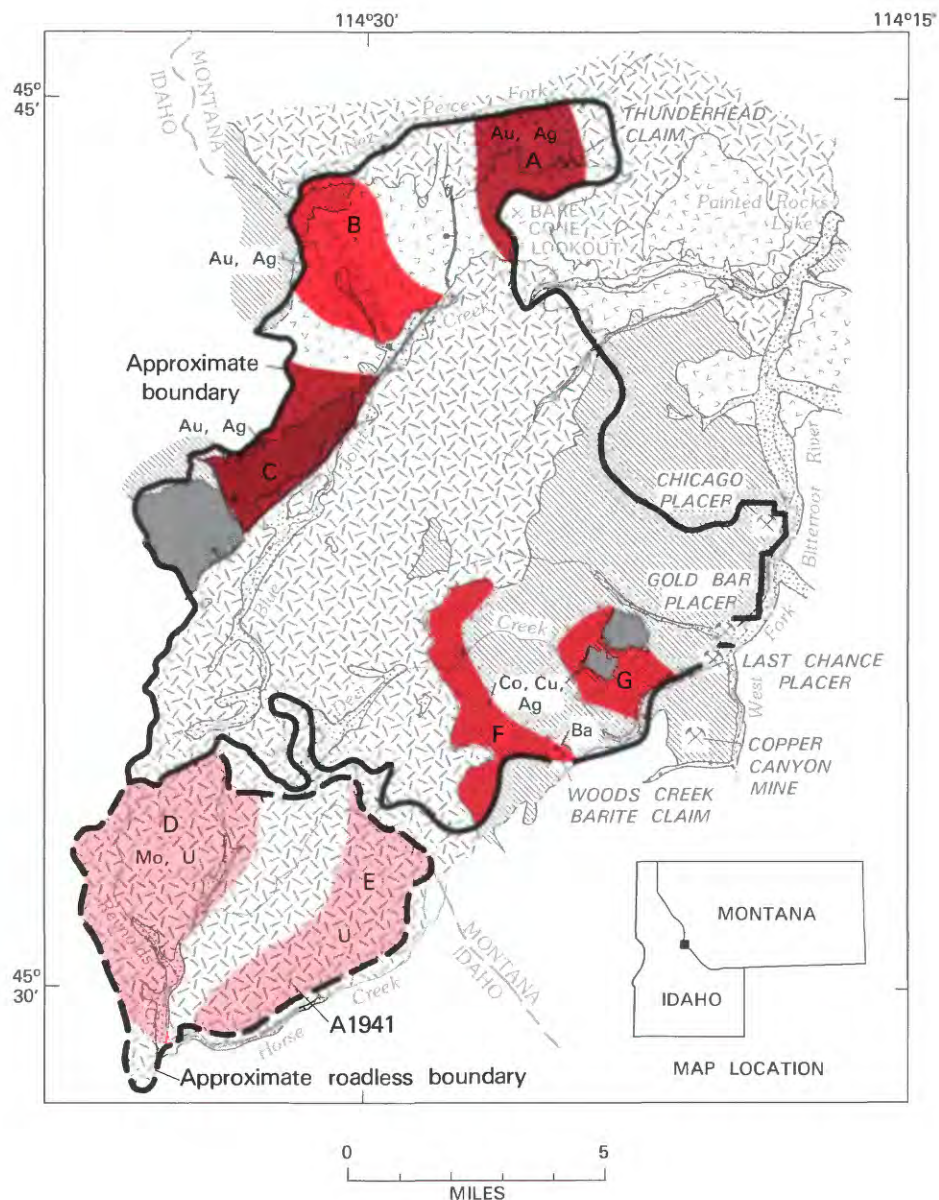 114°30'
114°15'
45°
45'
MONTANA
IDAHO
Nez Perce Fork
THUNDERHEAD
CLAIM
Au, Ag
A
Painted Rocks
Lake
BARE
CONE
LOOKOUT
B
Au, Ag
Creek
Approximate
boundary
Au, Ag
C
Joint
Blue
CHICAGO
PLACER
Bitterroot River
GOLD BAR
PLACER
Creek
Co, Cu,
Ag
G
LAST CHANCE
PLACER
West Fork
F
Ba
Deer
COPPER
CANYON
MINE
WOODS CREEK
BARITE CLAIM
D
Mo, U
E
U
Reynolds
MONTANA
IDAHO
MONTANA
IDAHO
MAP LOCATION
45°
30'
A1941
Horse Creek
Approximate roadless boundary
0
5
MILES